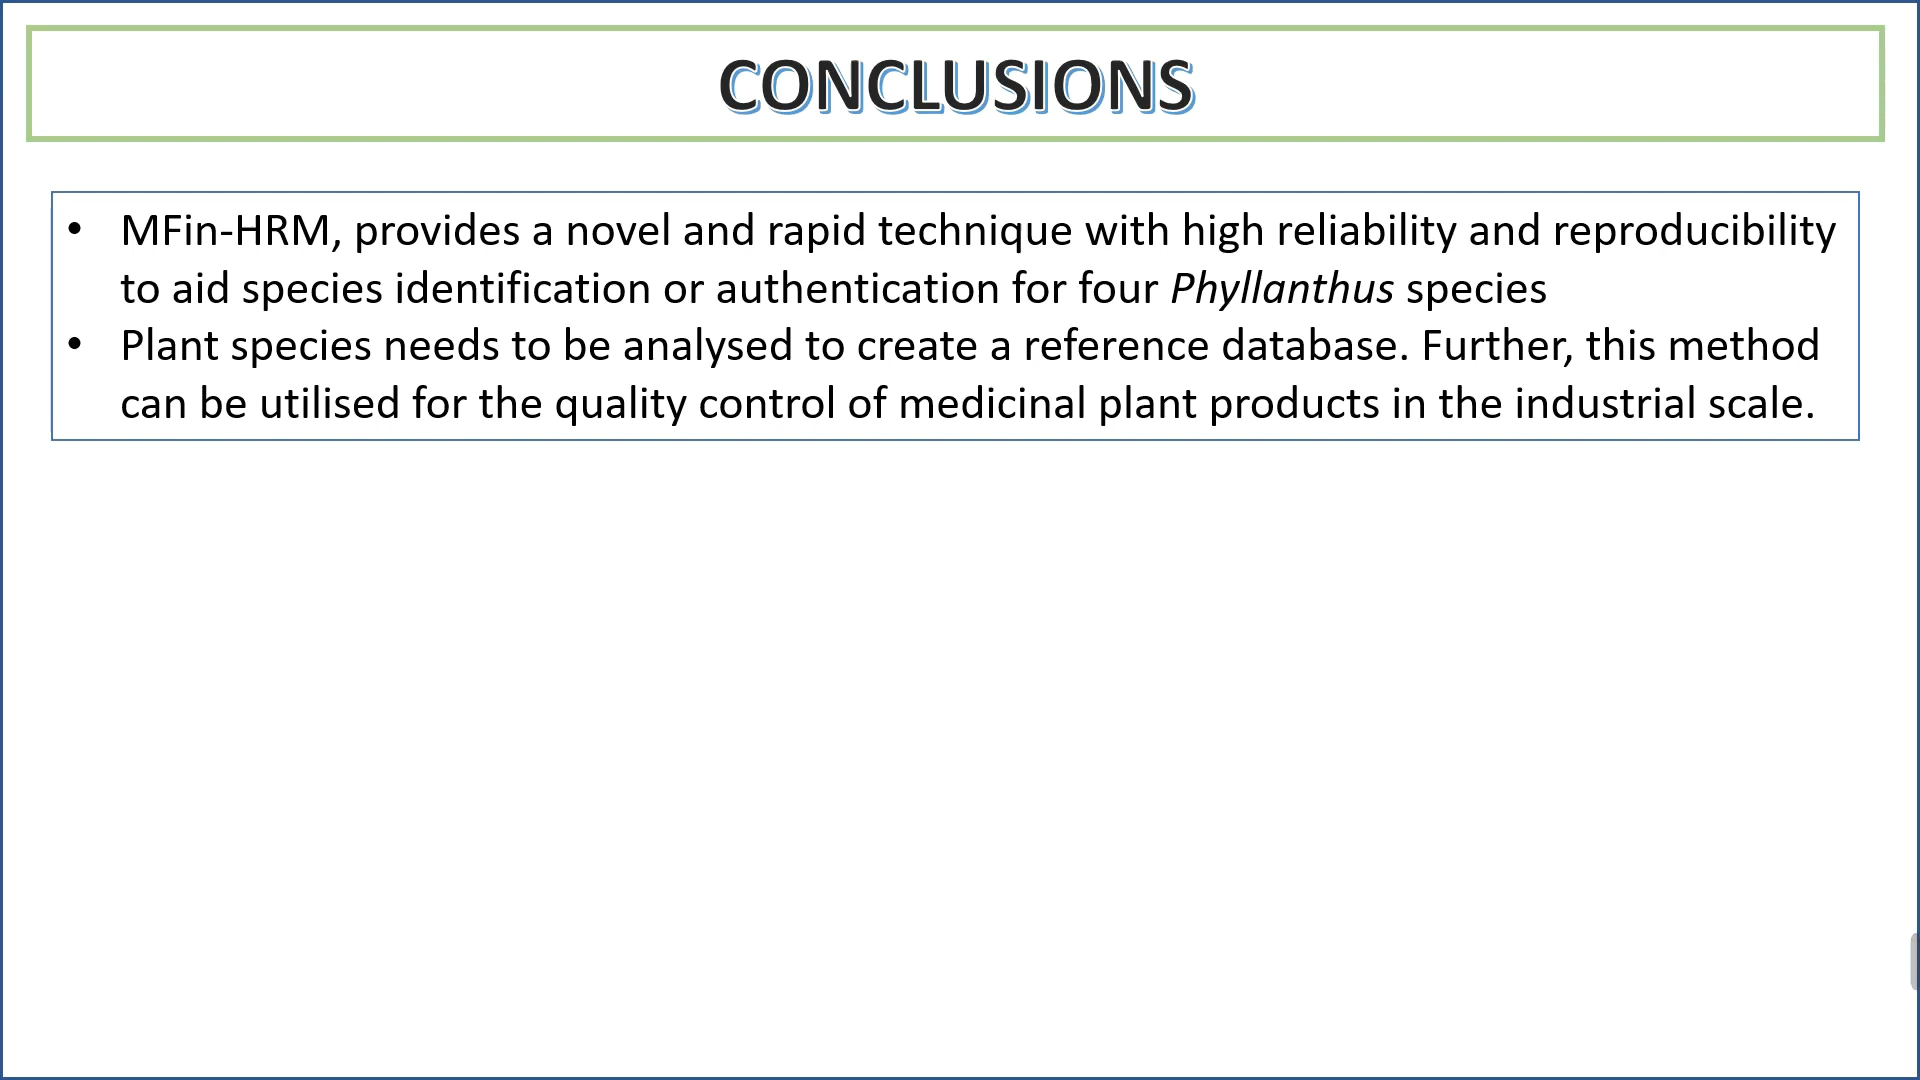 CONCLUSIONS
• MFin-HRM, provides a novel and rapid technique with high reliability and reproducibility
to aid species identification or authentication for four Phyllanthus species
• Plant species needs to be analysed to create a reference database. Further, this method
can be utilised for the quality control of medicinal plant products in the industrial scale.